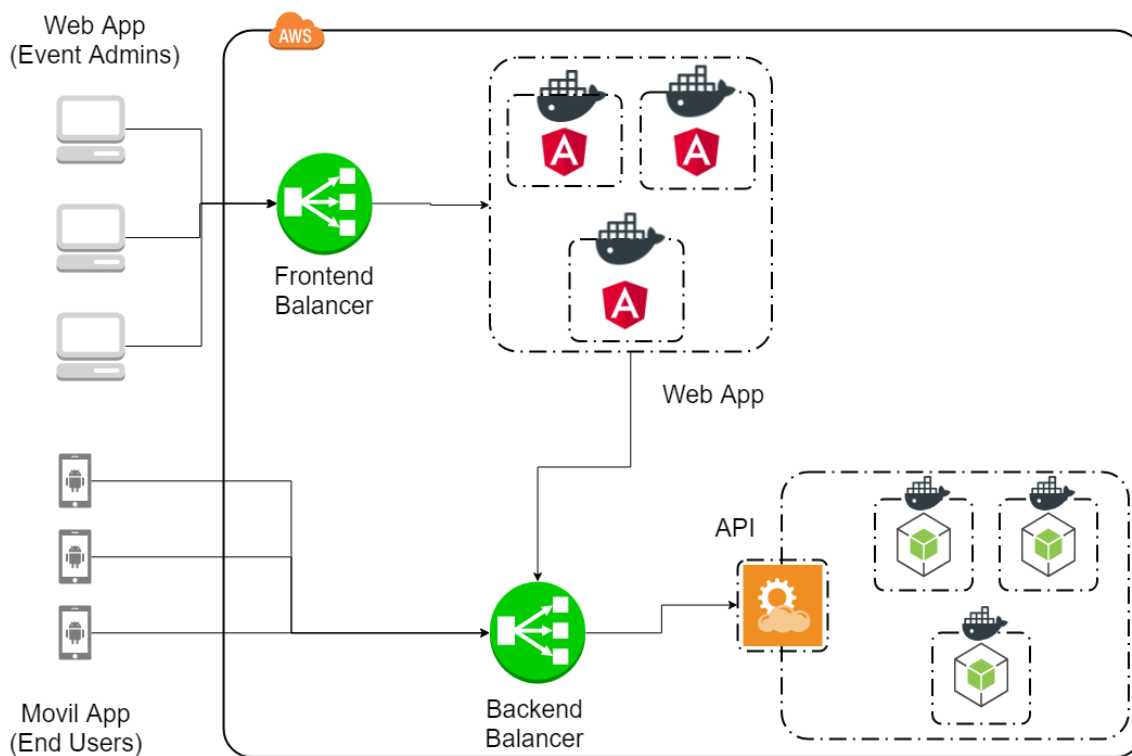 Web App
(Event Admins)
AWS
A
A
A
Frontend
Balancer
Web App
API
Movil App
(End Users)
Backend
Balancer